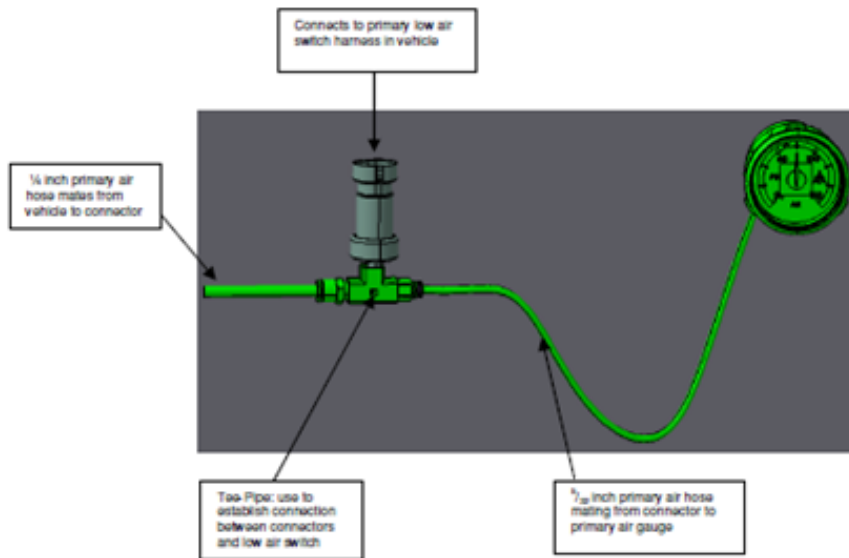 Connects to primary low air
switch harness in vehicle
¼ inch primary air
hose mates from
vehicle to connector
Tee-Pipe: use to
establish connection
between connectors
and low air switch
inch primary air hose
mating from connector to
primary air gauge